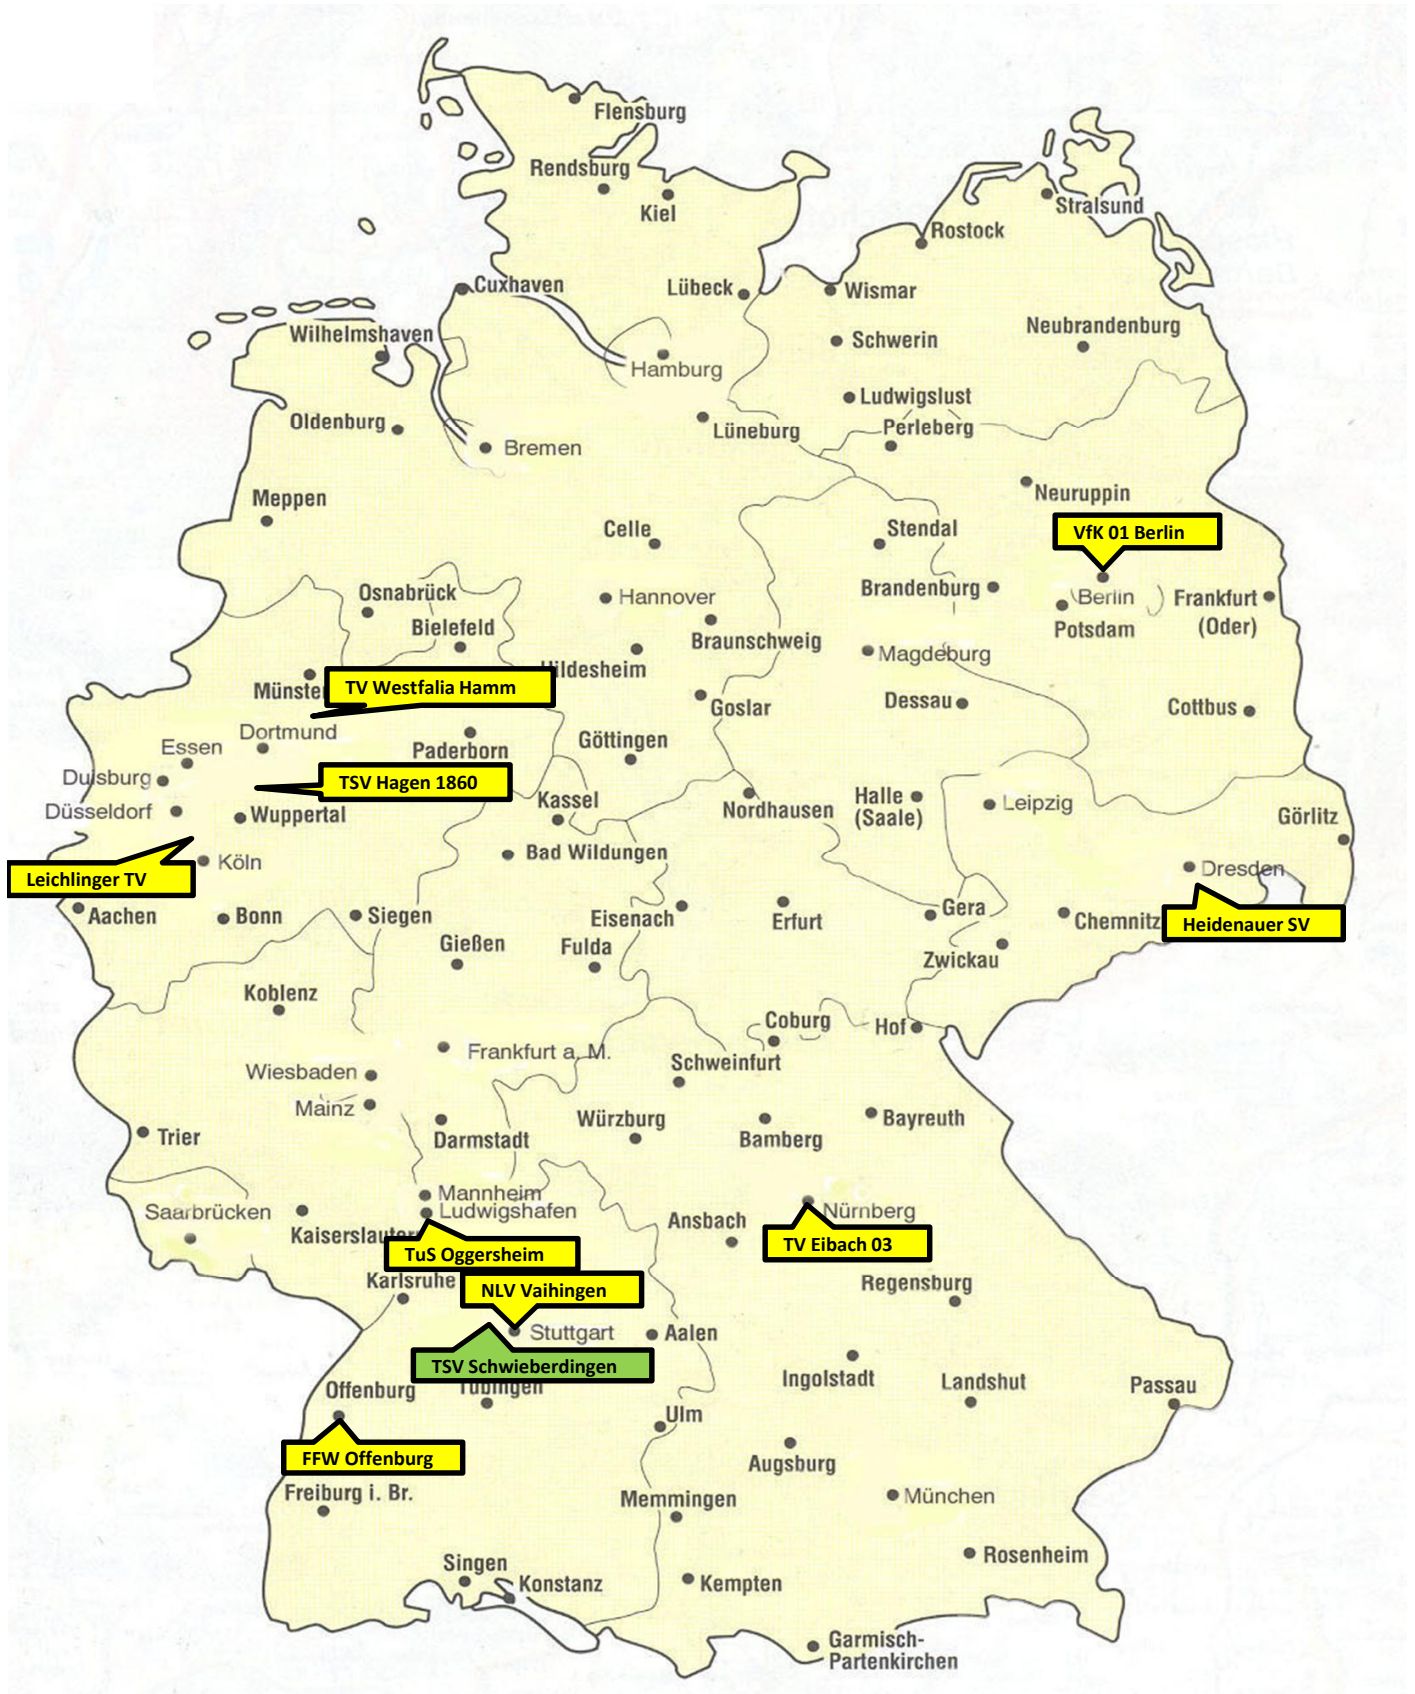 Flensburg
Rendsburg
Kiel
Stralsund
Rostock
Cuxhaven
Lübeck
Wismar
Neubrandenburg
Wilhelmshaven
Schwerin
Hamburg
Ludwigslust
Oldenburg
Lüneburg
Perleberg
Bremen
Meppen
Neuruppin
Celle
Stendal
VfK 01 Berlin
Osnabrück
Hannover
Brandenburg
Berlin
Frankfurt
(Oder)
Bielefeld
Braunschweig
Potsdam
Magdeburg
Hildesheim
Münster
TV Westfalia Hamm
Goslar
Dessau
Cottbus
Dortmund
Essen
Paderborn
Göttingen
Duisburg
TSV Hagen 1860
Kassel
Nordhausen
Halle
(Saale)
Leipzig
Düsseldorf
Wuppertal
Görlitz
Bad Wildungen
Köln
Leichlinger TV
Dresden
Aachen
Bonn
Siegen
Eisenach
Erfurt
Gera
Chemnitz
Heidenauer SV
Gießen
Fulda
Zwickau
Koblenz
Coburg
Hof
Frankfurt a. M.
Schweinfurt
Wiesbaden
Mainz
Würzburg
Bayreuth
Trier
Darmstadt
Bamberg
Mannheim
Saarbrücken
Ludwigshafen
Nürnberg
Ansbach
Kaiserslautern
TuS Oggersheim
TV Eibach 03
Karlsruhe
NLV Vaihingen
Regensburg
Stuttgart
Aalen
TSV Schwieberdingen
Ingolstadt
Landshut
Passau
Offenburg
Tübingen
Ulm
FFW Offenburg
Augsburg
Freiburg i. Br.
Memmingen
München
Singen
Konstanz
Kempten
Rosenheim
Garmisch-
Partenkirchen